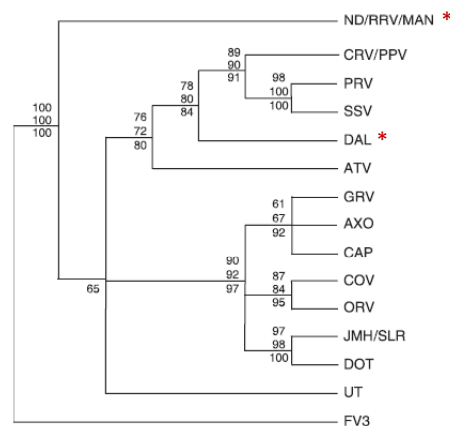 ND/RRV/MAN *
89
90
91
CRV/PPV
98
100
100
PRV
78
80
84
SSV
100
100
100
76
72
80
DAL *
ATV
61
67
92
GRV
AXO
CAP
90
92
97
87
84
95
COV
65
ORV
97
98
100
JMH/SLR
DOT
UT
FV3